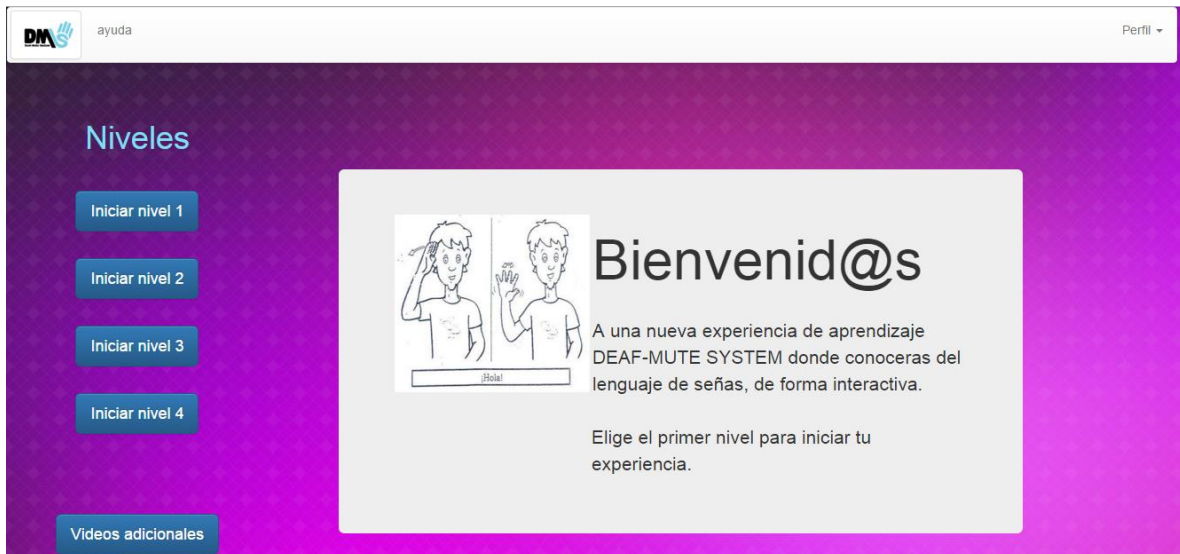 DMS
ayuda
Perfil
Niveles
Iniciar nivel 1
Iniciar nivel 2
Iniciar nivel 3
Iniciar nivel 4
Videos adicionales
¡Hola!
Bienvenid@s
A una nueva experiencia de aprendizaje
DEAF-MUTE SYSTEM donde conoceras del
lenguaje de señas, de forma interactiva.
Elige el primer nivel para iniciar tu
experiencia.